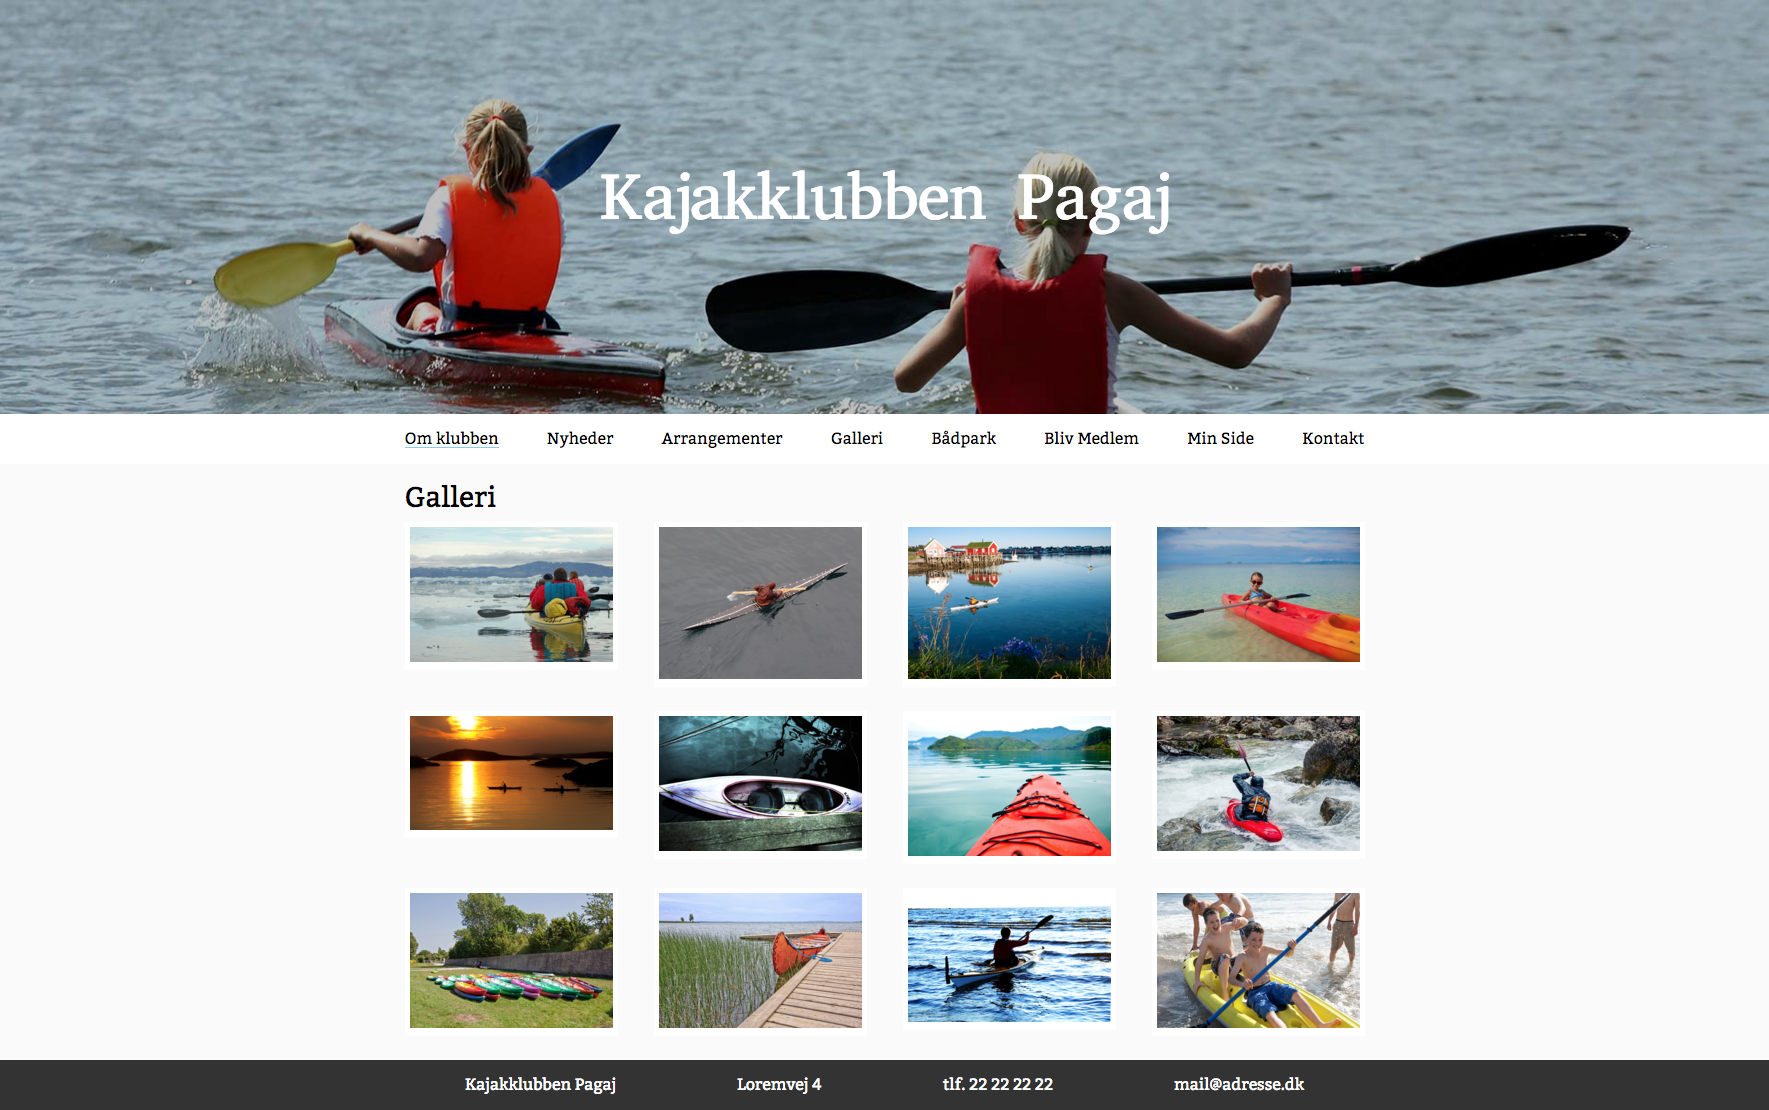 Kajakklubben Pagaj
Om klubben Nyheder Arrangementer Galleri Bådpark Bliv Medlem Min Side Kontakt
Galleri
Kajakklubben Pagaj Loremvej 4 tlf. 22 22 22 22 mail@adresse.dk